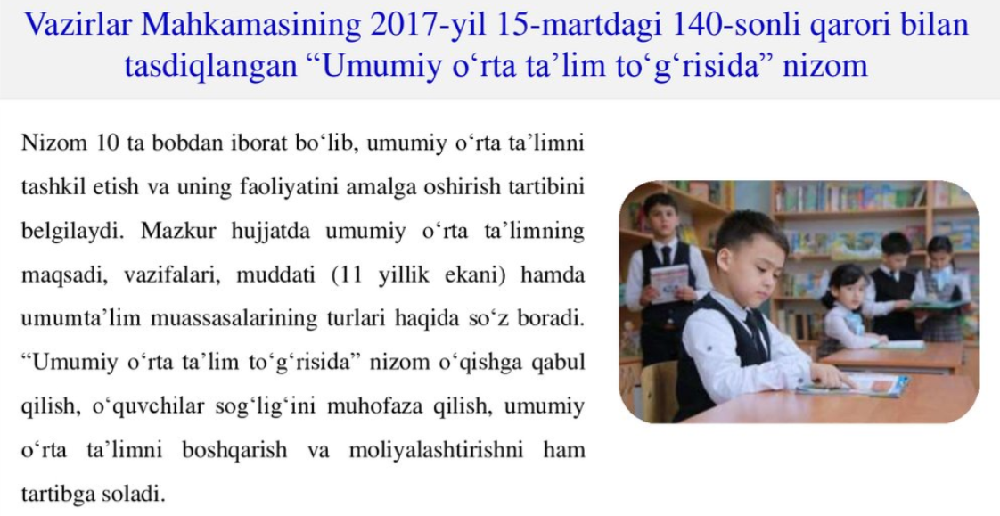 Vazirlar Mahkamasining 2017-yil 15-martdagi 140-sonli qarori bilan
tasdiqlangan “Umumiy o‘rta ta’lim to‘g‘risida” nizom
Nizom 10 ta bobdan iborat bo‘lib, umumiy o‘rta ta’limni
tashkil etish va uning faoliyatini amalga oshirish tartibini
belgilaydi. Mazkur hujjatda umumiy o‘rta ta’limning
maqsadi, vazifalari, muddati (11 yillik ekani) hamda
umumta’lim muassasalarining turlari haqida so‘z boradi.
“Umumiy o‘rta ta’lim to‘g‘risida” nizom o‘qishga qabul
qilish, o‘quvchilar sog‘lig‘ini muhofaza qilish, umumiy
o‘rta ta’limni boshqarish va moliyalashtirishni ham
tartibga soladi.